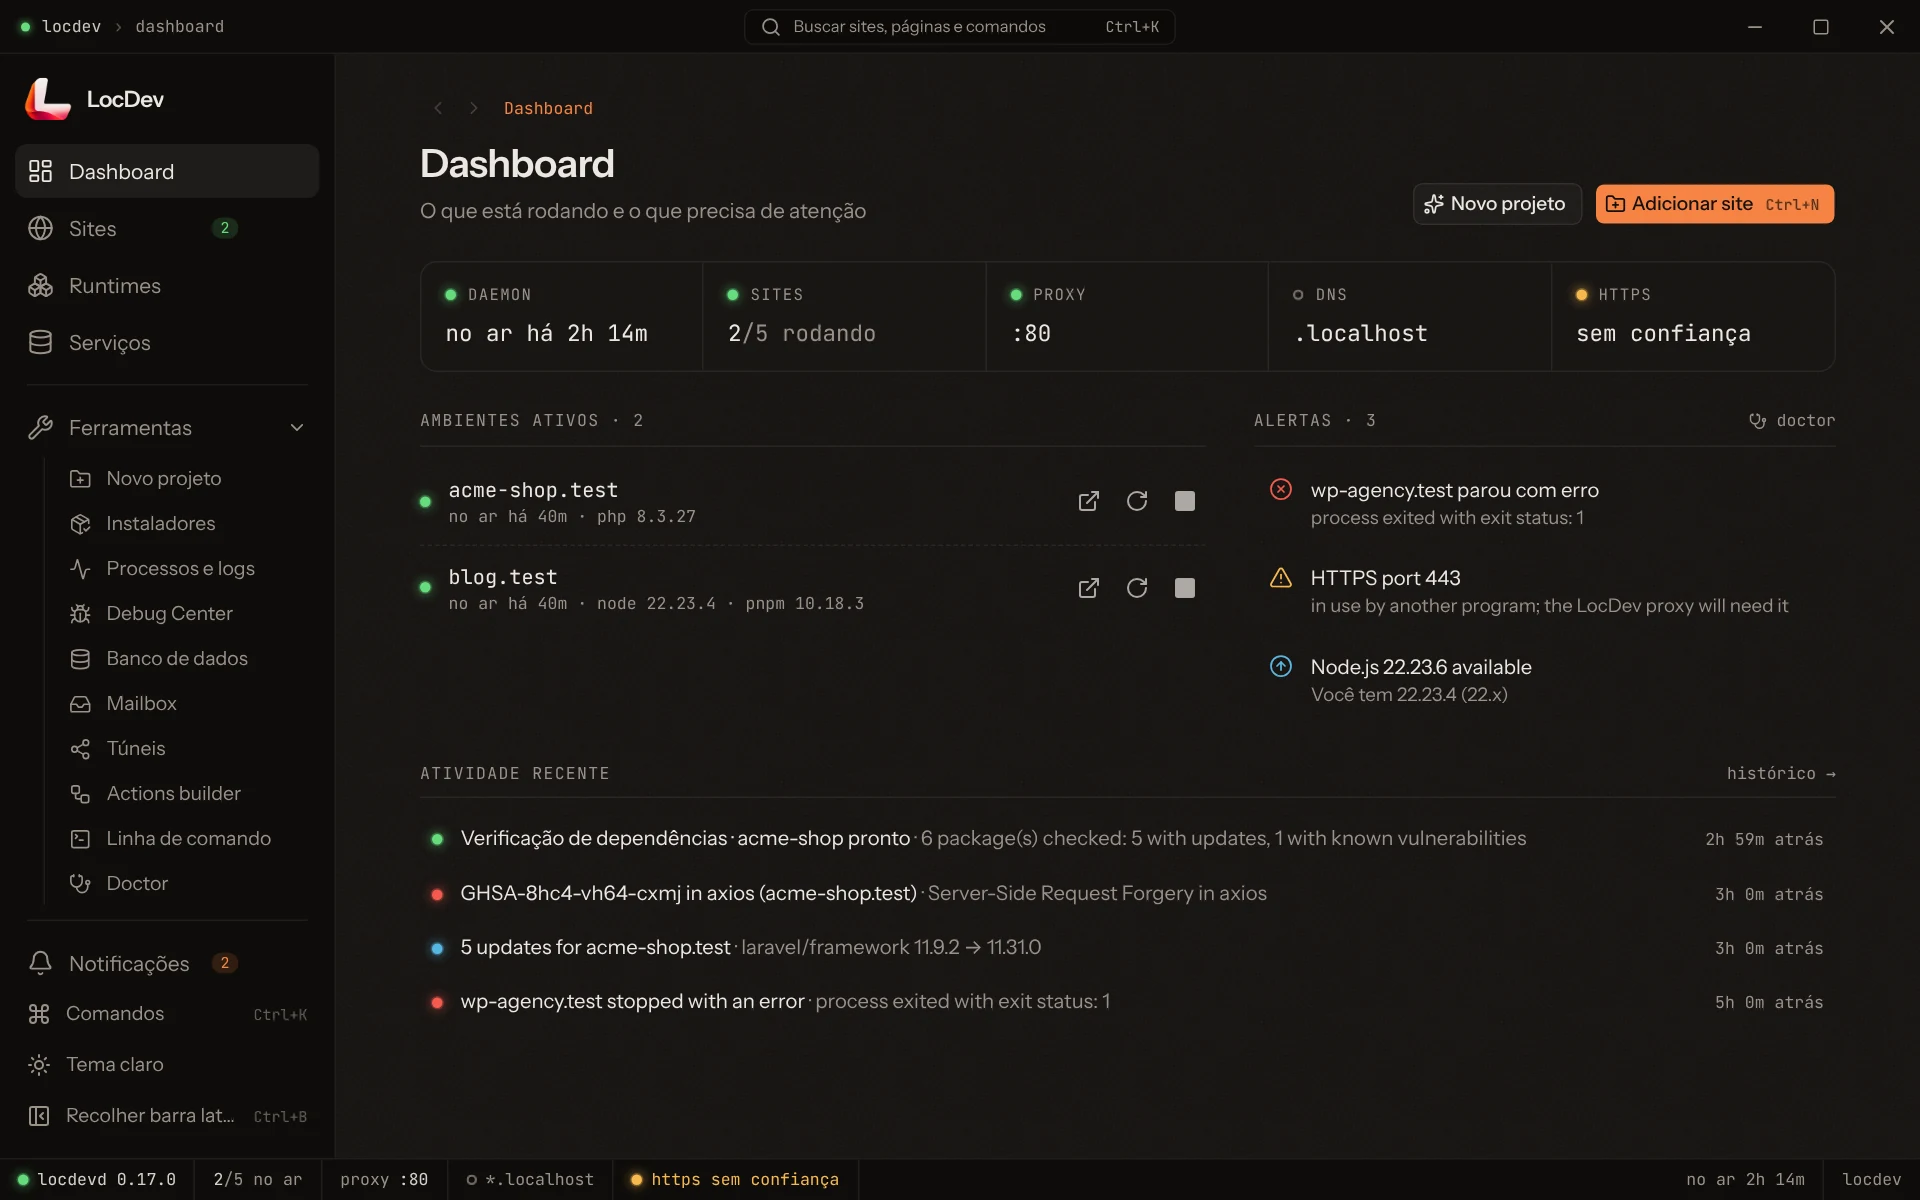 locdev › dashboard
Buscar sites, páginas e comandos Ctrl+K
LocDev
Dashboard
Sites 2
Runtimes
Serviços
Ferramentas
Novo projeto
Instaladores
Processos e logs
Debug Center
Banco de dados
Mailbox
Túneis
Actions builder
Linha de comando
Doctor
Notificações 2
Comandos Ctrl+K
Tema claro
Recolher barra lat... Ctrl+B
Dashboard
Dashboard
O que está rodando e o que precisa de atenção
Novo projeto
Adicionar site Ctrl+N
DAEMON
no ar há 2h 14m
SITES
2/5 rodando
PROXY
:80
DNS
.localhost
HTTPS
sem confiança
AMBIENTES ATIVOS · 2
acme-shop.test
no ar há 40m · php 8.3.27
blog.test
no ar há 40m · node 22.23.4 · pnpm 10.18.3
ALERTAS · 3 doctor
wp-agency.test parou com erro
process exited with exit status: 1
HTTPS port 443
in use by another program; the LocDev proxy will need it
Node.js 22.23.6 available
Você tem 22.23.4 (22.x)
ATIVIDADE RECENTE histórico →
Verificação de dependências · acme-shop pronto · 6 package(s) checked: 5 with updates, 1 with known vulnerabilities 2h 59m atrás
GHSA-8hc4-vh64-cxmj in axios (acme-shop.test) · Server-Side Request Forgery in axios 3h 0m atrás
5 updates for acme-shop.test · laravel/framework 11.9.2 → 11.31.0 3h 0m atrás
wp-agency.test stopped with an error · process exited with exit status: 1 5h 0m atrás
locdevd 0.17.0 2/5 no ar proxy :80 *.localhost https sem confiança no ar 2h 14m locdev